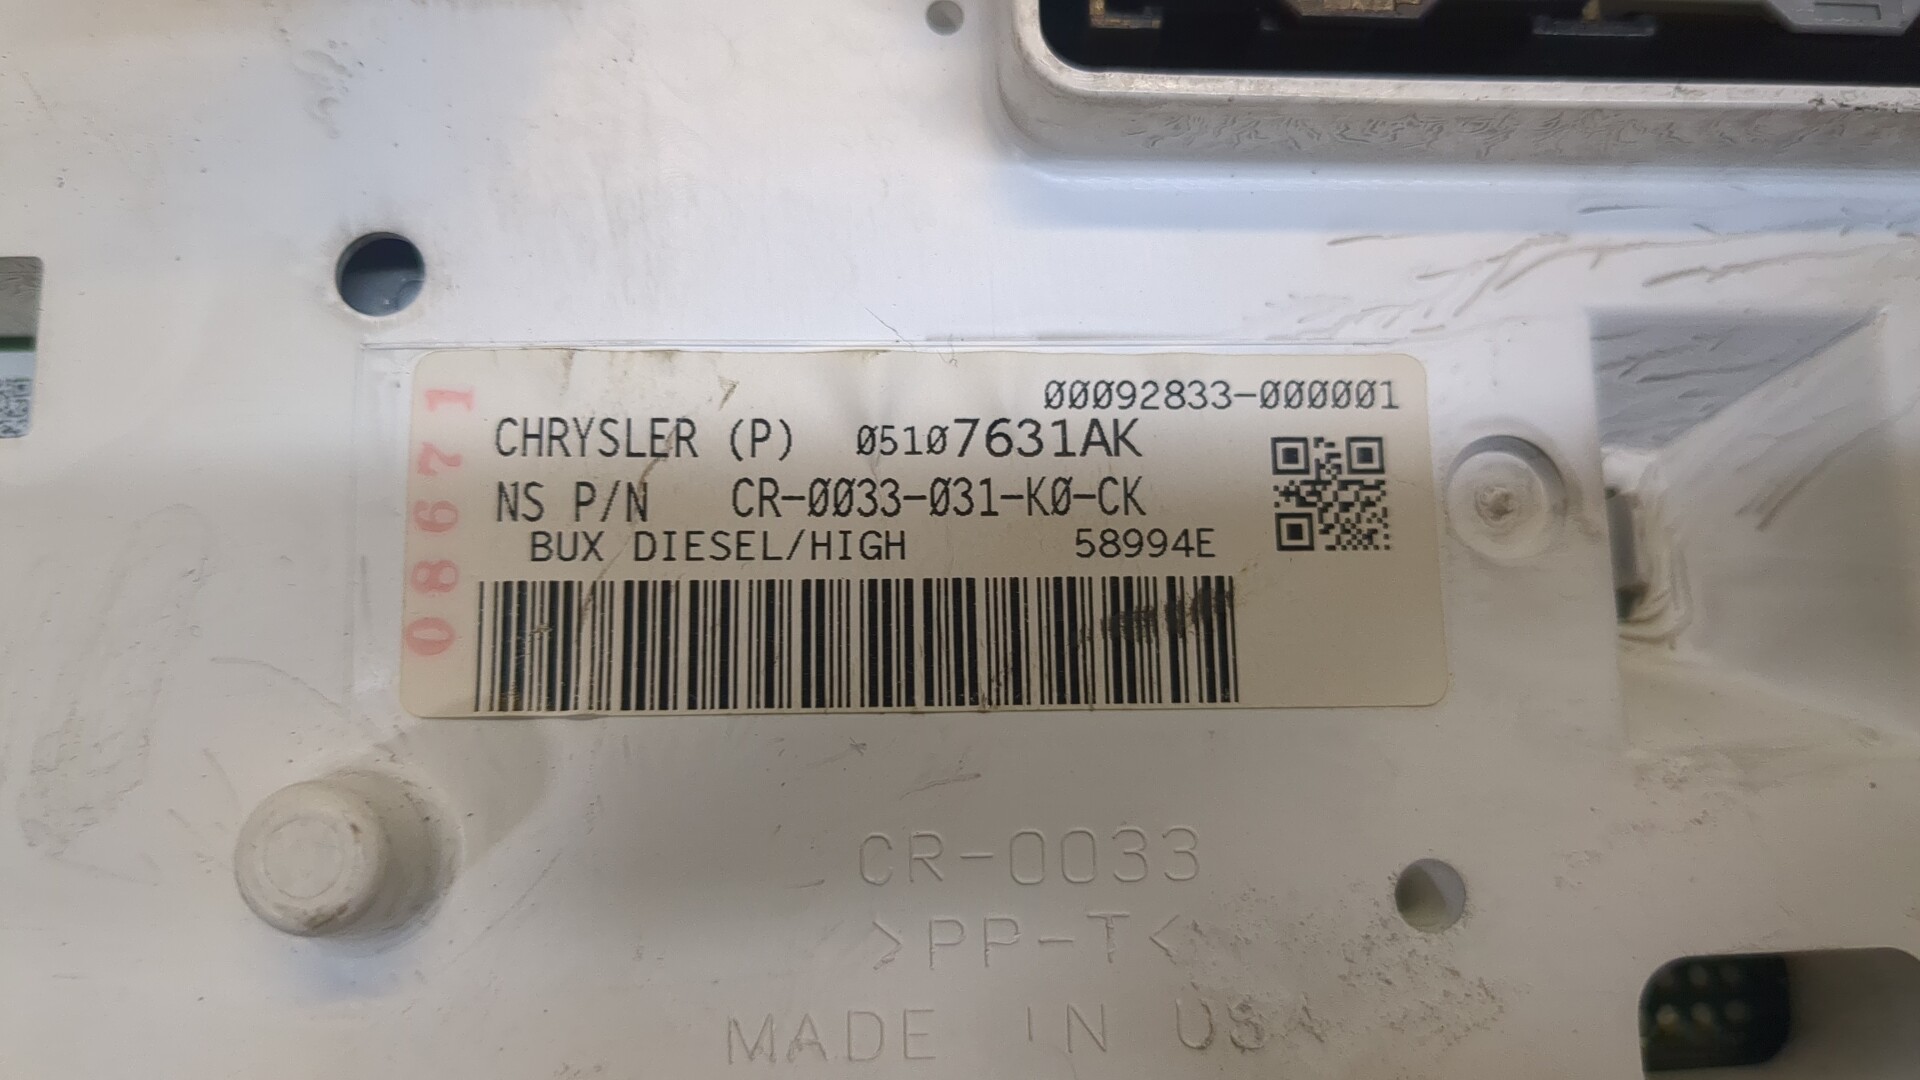 00092833-000001
CHRYSLER (P) 05107631AK
NS P/N CR-0033-031-K0-CK
BUX DIESEL/HIGH 58994E
08671
CR-0033
>PP-T<
MADE IN USA